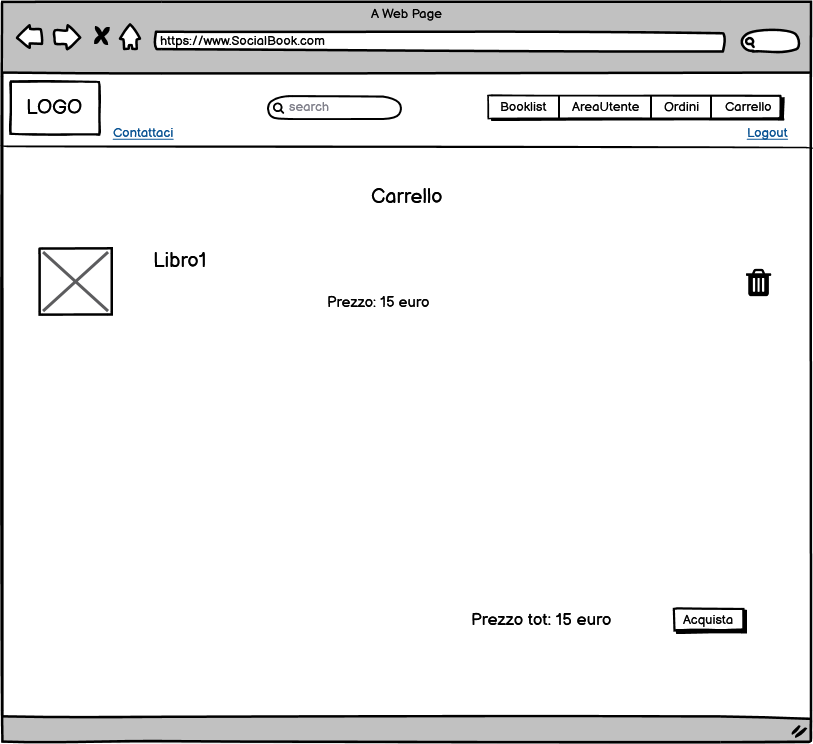 A Web Page
https://www.SocialBook.com
LOGO
search
Booklist
AreaUtente
Ordini
Carrello
Contattaci
Logout
Carrello
Libro1
Prezzo: 15 euro
Prezzo tot: 15 euro
Acquista